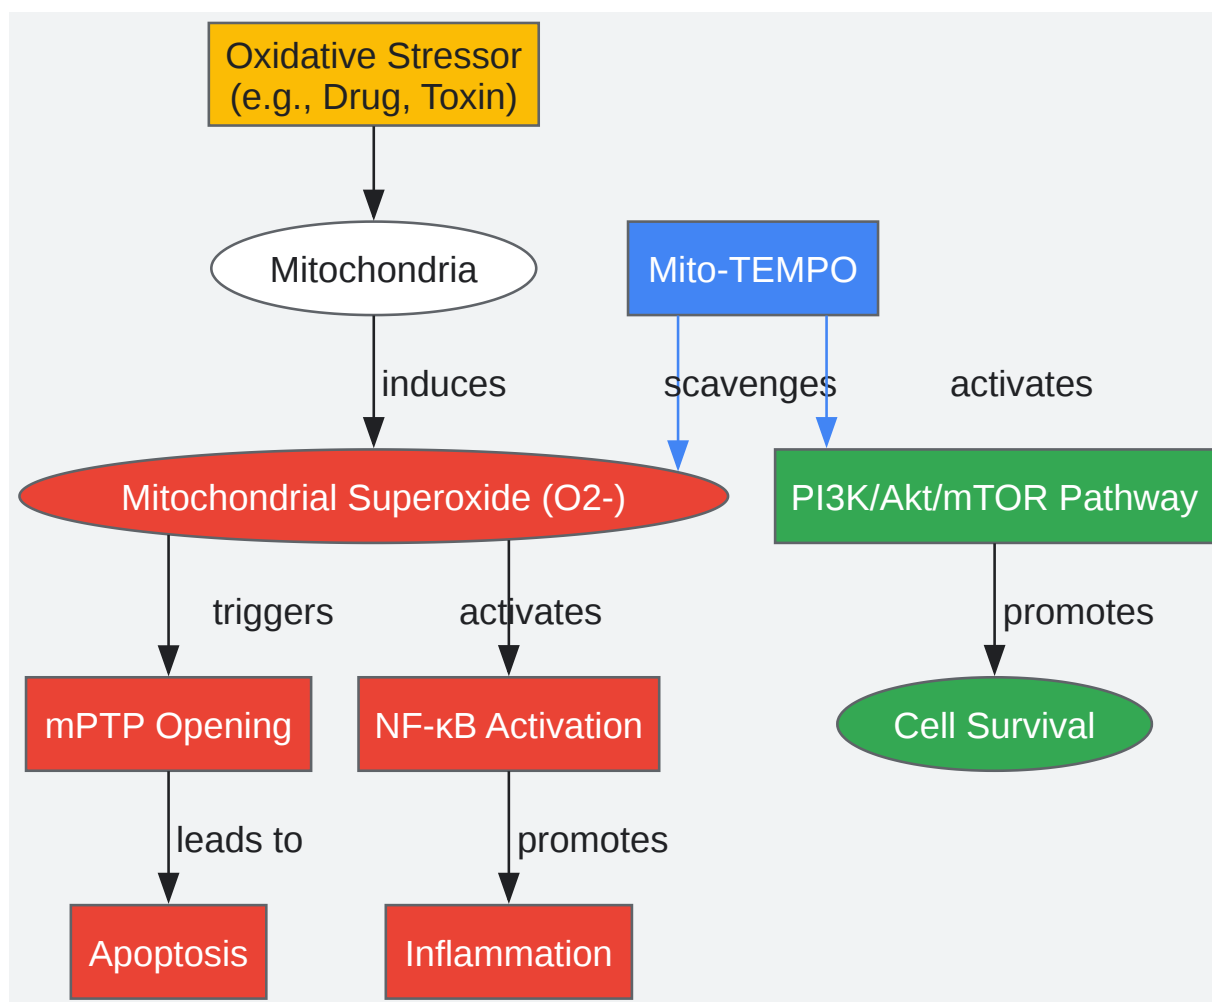 Oxidative Stressor
(e.g., Drug, Toxin)
Mitochondria
Mito-TEMPO
induces
scavenges
activates
Mitochondrial Superoxide (O2-)
PI3K/Akt/mTOR Pathway
triggers
activates
promotes
mPTP Opening
NF-κB Activation
Cell Survival
leads to
promotes
Apoptosis
Inflammation